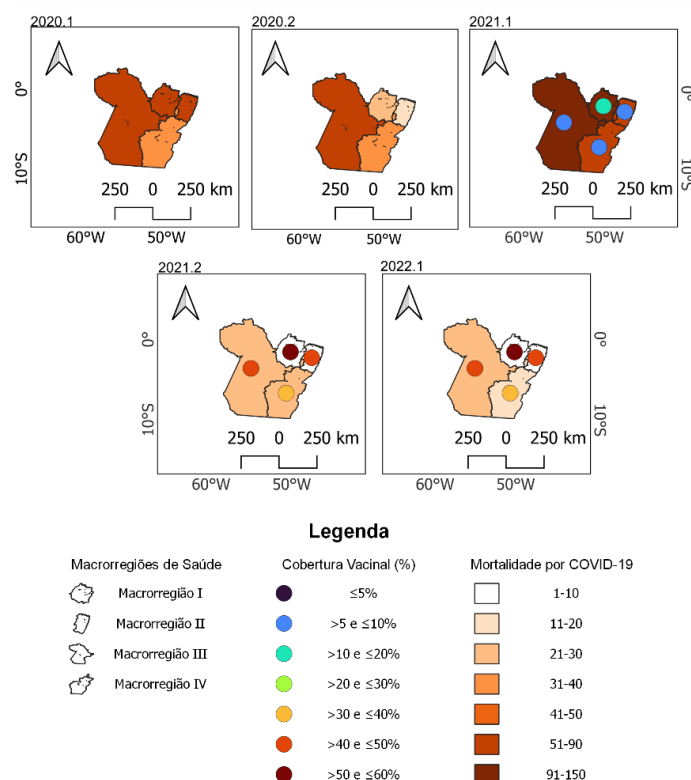 2020.1
2020.2
2021.1
0°
10°S
250 0 250 km
60°W 50°W
250 0 250 km
60°W 50°W
250 0 250 km
60°W 50°W
0°
10°S
2021.2
2022.1
0°
10°S
250 0 250 km
60°W 50°W
250 0 250 km
60°W 50°W
0°
10°S
Legenda
Macrorregiões de Saúde
Macrorregião I
Macrorregião II
Macrorregião III
Macrorregião IV
Cobertura Vacinal (%)
≤5%
>5 e ≤10%
>10 e ≤20%
>20 e ≤30%
>30 e ≤40%
>40 e ≤50%
>50 e ≤60%
Mortalidade por COVID-19
1-10
11-20
21-30
31-40
41-50
51-90
91-150